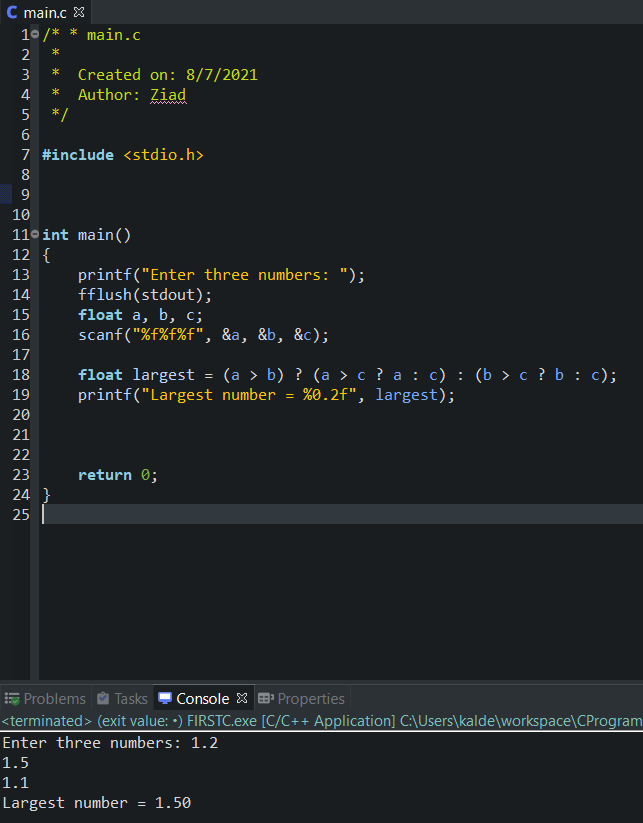 main.c
1 /* * main.c
2  *
3  *  Created on: 8/7/2021
4  *  Author: Ziad
5  */
6
7 #include <stdio.h>
8
9
10
11 int main()
12 {
13     printf("Enter three numbers: ");
14     fflush(stdout);
15     float a, b, c;
16     scanf("%f%f%f", &a, &b, &c);
17
18     float largest = (a > b) ? (a > c ? a : c) : (b > c ? b : c);
19     printf("Largest number = %0.2f", largest);
20
21
22
23     return 0;
24 }
25
Problems Tasks Console Properties
<terminated> (exit value: •) FIRSTC.exe [C/C++ Application] C:\Users\kalde\workspace\CProgram
Enter three numbers: 1.2
1.5
1.1
Largest number = 1.50